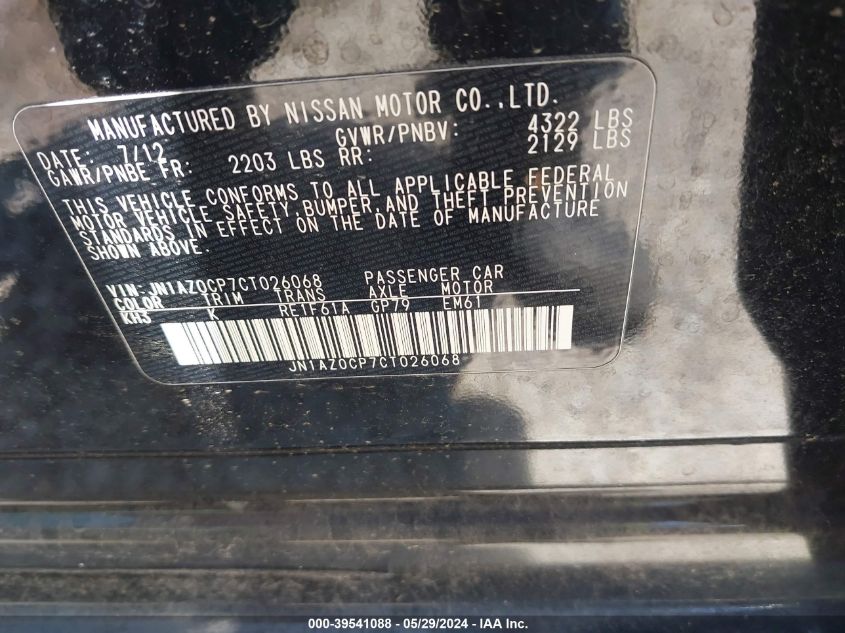 MANUFACTURED BY NISSAN MOTOR CO.,LTD.
DATE: 7/12 GVWR/PNBV: 4322 LBS
GAWR/PNBE FR: 2203 LBS RR: 2129 LBS
THIS VEHICLE CONFORMS TO ALL APPLICABLE FEDERAL
MOTOR VEHICLE SAFETY,BUMPER,AND THEFT PREVENTION
STANDARDS IN EFFECT ON THE DATE OF MANUFACTURE
SHOWN ABOVE.
VIN-JN1AZ0CP7CT026068 PASSENGER CAR
COLOR TRIM TRANS AXLE MOTOR
KH3 K RE1F61A GP79 EM61
JN1AZ0CP7CT026068
000-39541088 - 05/29/2024 - IAA Inc.